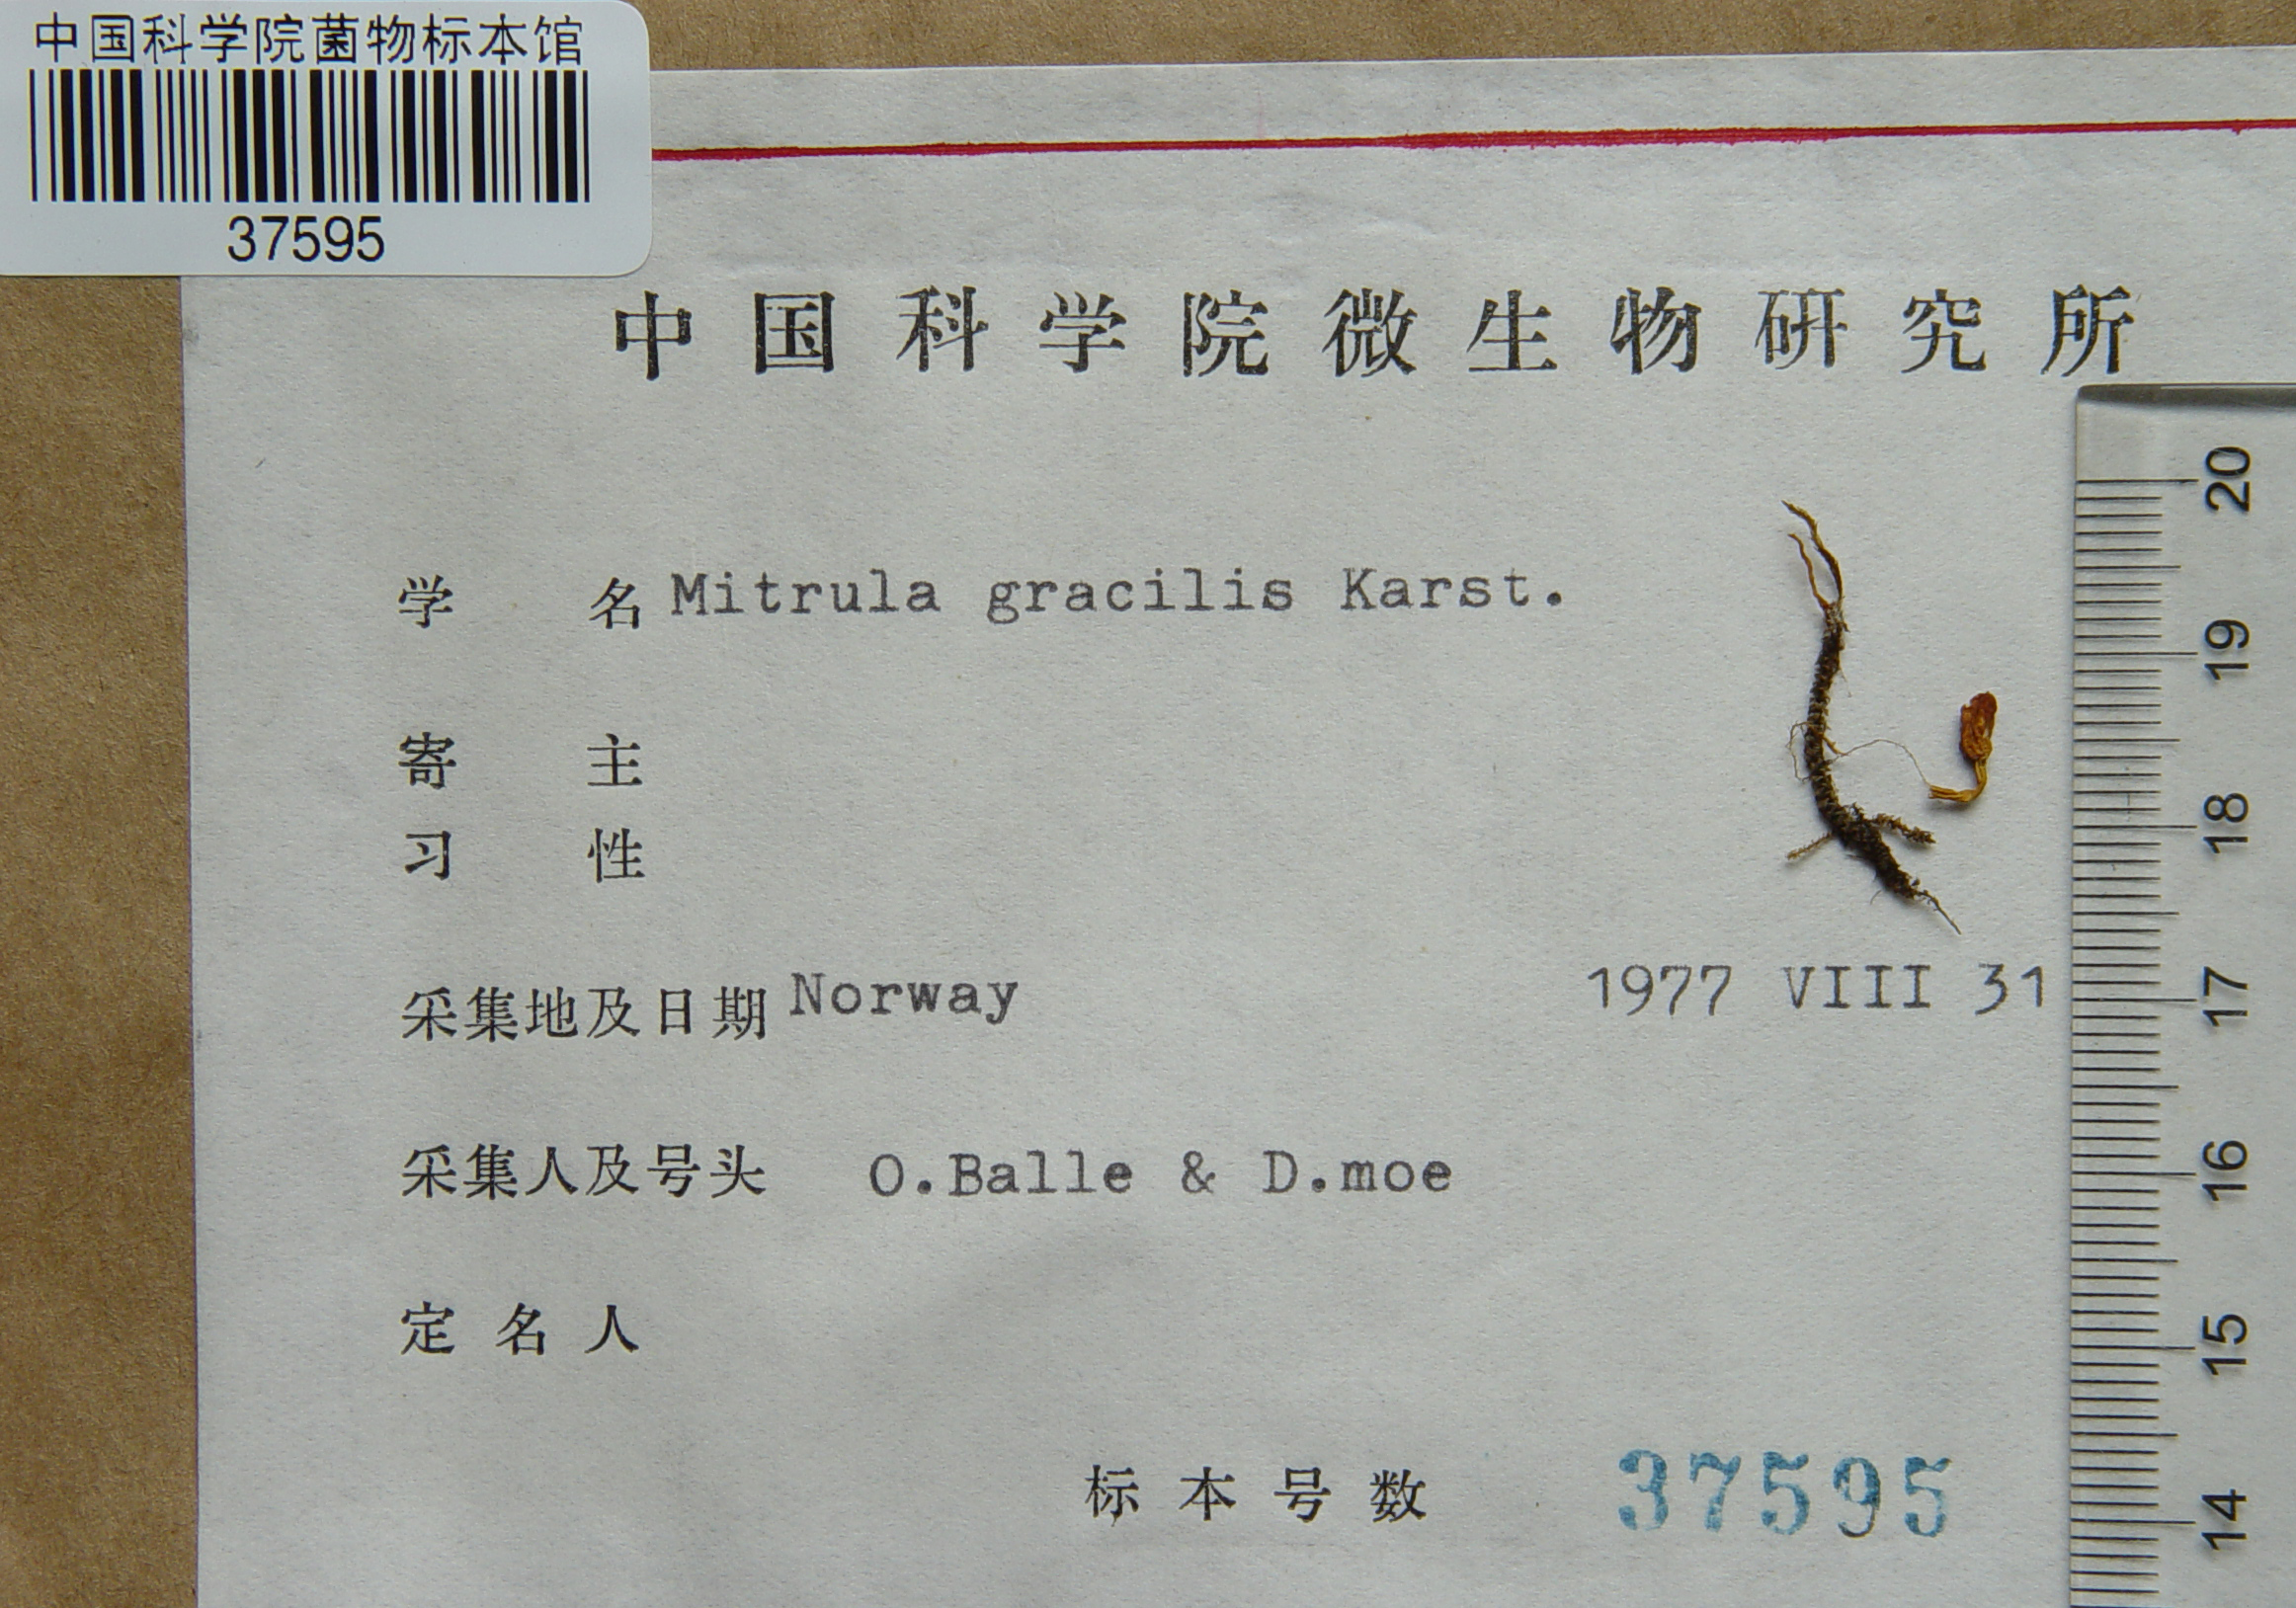 中国科学院菌物标本馆
37595
中国科学院微生物研究所
学 名 Mitrula gracilis Karst.
寄 主
习 性
采集地及日期 Norway 1977 VIII 31
采集人及号头 O.Balle & D.moe
定名人
标本号数 37595
20
19
18
17
16
15
14